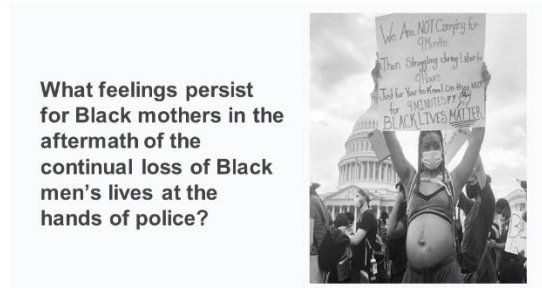 What feelings persist
for Black mothers in the
aftermath of the
continual loss of Black
men's lives at the
hands of police?
We Are NOT Carrying for
9 Months
Then Struggling during Labor for
9 Hours
Just for You to Kneel on their NECK
for 9 MINUTES!!
BLACK LIVES MATTER